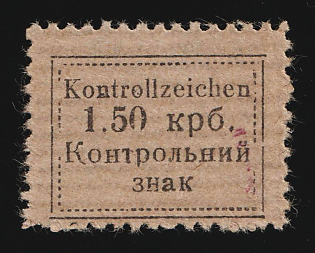 Kontrollzeichen
1.50 крб.
Контрольний
знак